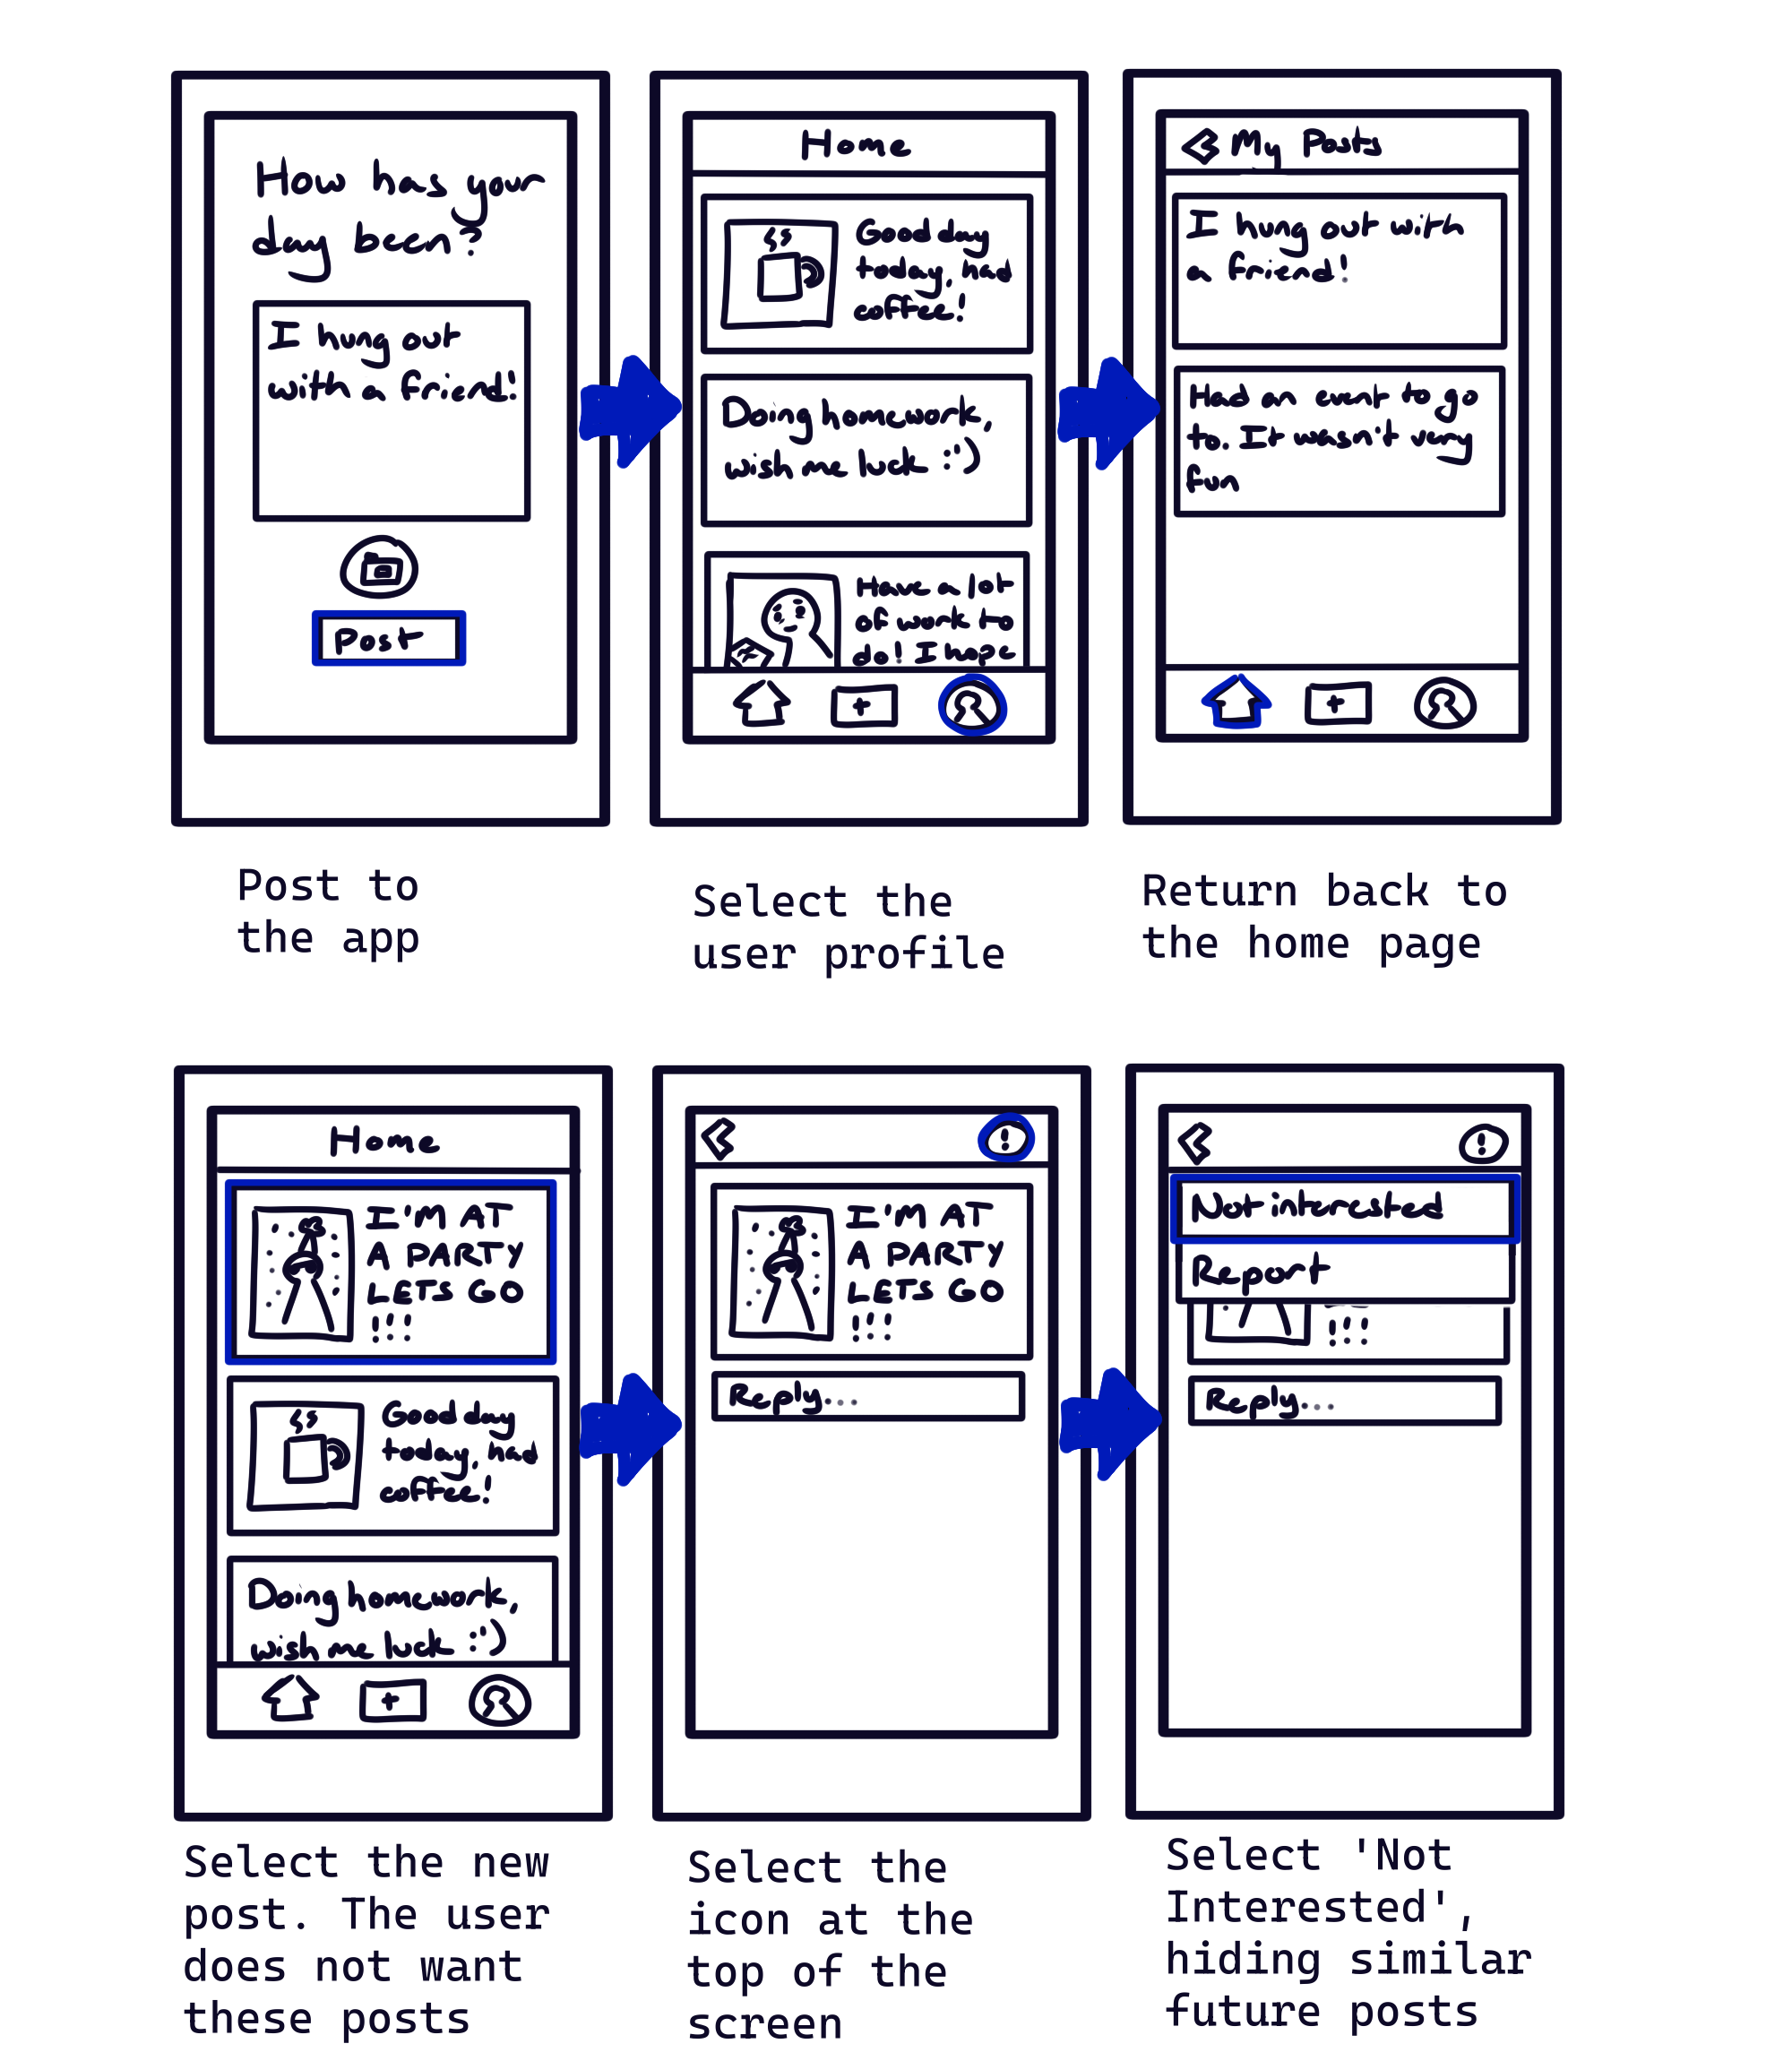 How has your
day been?
I hung out
with a friend!
Post
Post to
the app
Home
Good day
today, had
coffee!
Doing homework,
wish me luck :')
Have a lot
of work to
do! I hope
Select the
user profile
My Posts
I hung out with
a friend!
Had an event to go
to. It wasn't very
fun
Return back to
the home page
Home
I'M AT
A PARTY
LETS GO
!!!
Good day
today, had
coffee!
Doing homework,
wish me luck :')
Select the new
post. The user
does not want
these posts
!
I'M AT
A PARTY
LETS GO
!!!
Reply...
Select the
icon at the
top of the
screen
!
Not interested
Report
!!!
Reply...
Select 'Not
Interested',
hiding similar
future posts